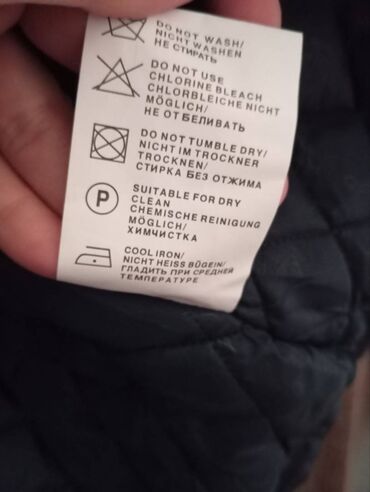 DO NOT WASH/
NICHT WASHEN
НЕ СТИРАТЬ
DO NOT USE
CHLORINE BLEACH
CHLORBLEICHE NICHT
MÖGLICH/
НЕ ОТБЕЛИВАТЬ
DO NOT TUMBLE DRY/
NICHT IM TROCKNER
TROCKNEN/
СТИРКА БЕЗ ОТЖИМА
P
SUITABLE FOR DRY
CLEAN
CHEMISCHE REINIGUNG
MÖGLICH/
ХИМЧИСТКА
COOL IRON/
NICHT HEISS BÜGEIN/
ГЛАДИТЬ ПРИ СРЕДНЕЙ
ТЕМПЕРАТУРЕ